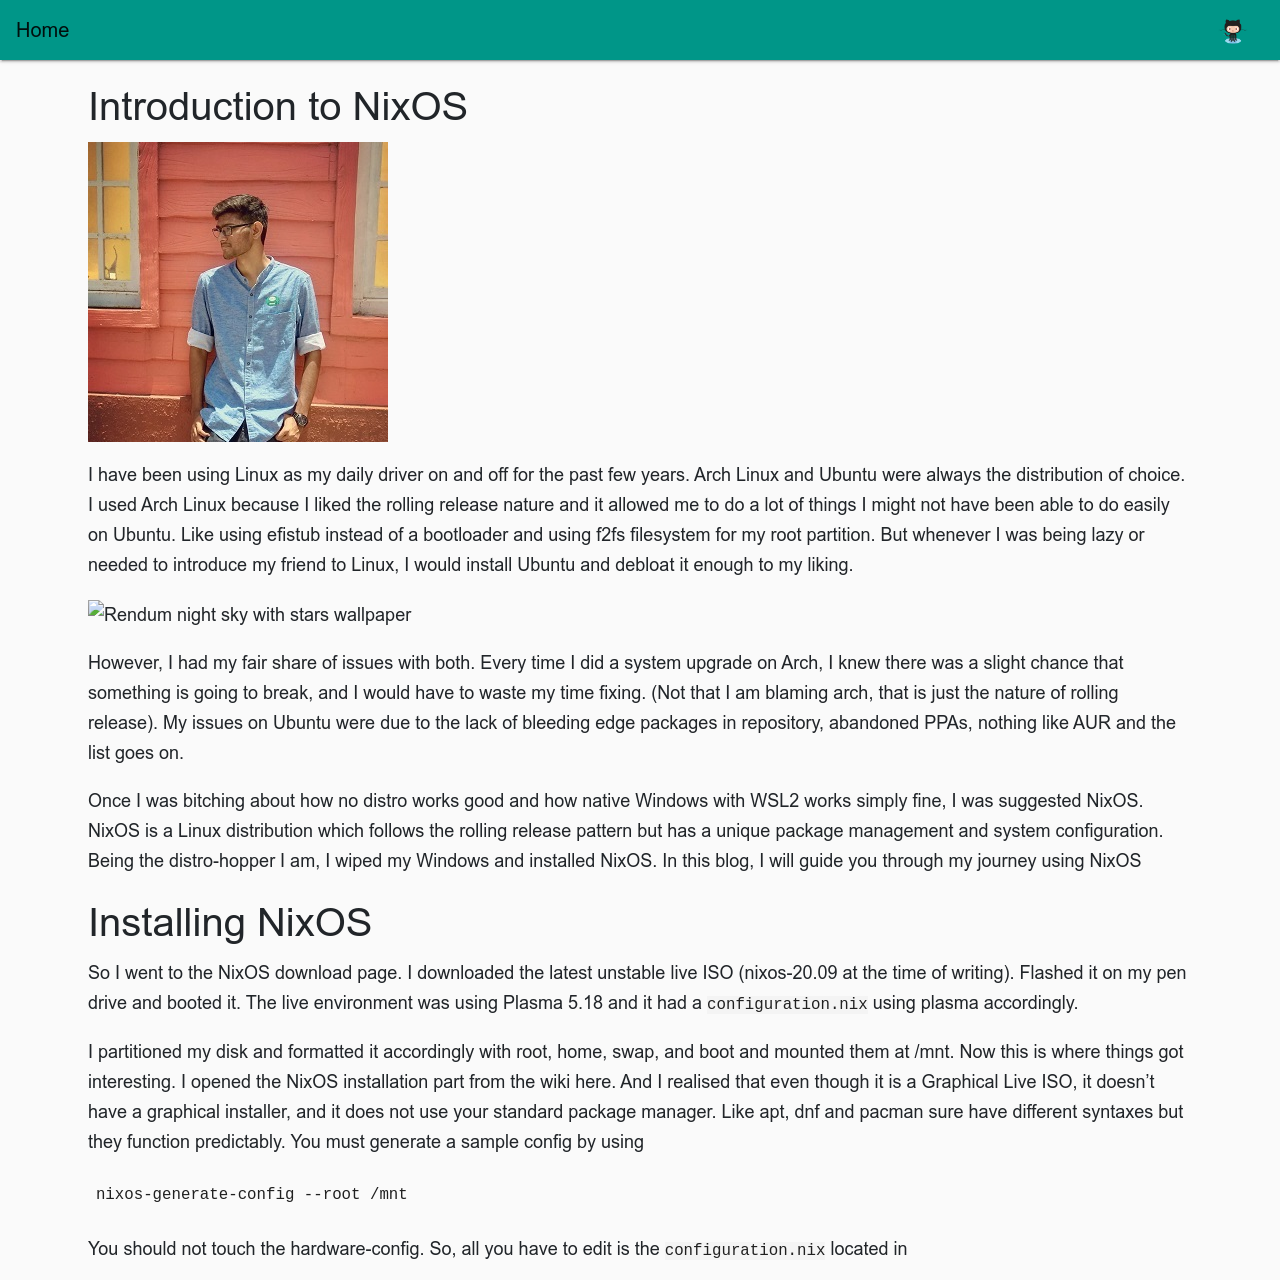 Home
Introduction to NixOS
I have been using Linux as my daily driver on and off for the past few years. Arch Linux and Ubuntu were always the distribution of choice.
I used Arch Linux because I liked the rolling release nature and it allowed me to do a lot of things I might not have been able to do easily
on Ubuntu. Like using efistub instead of a bootloader and using f2fs filesystem for my root partition. But whenever I was being lazy or
needed to introduce my friend to Linux, I would install Ubuntu and debloat it enough to my liking.
Rendum night sky with stars wallpaper
However, I had my fair share of issues with both. Every time I did a system upgrade on Arch, I knew there was a slight chance that
something is going to break, and I would have to waste my time fixing. (Not that I am blaming arch, that is just the nature of rolling
release). My issues on Ubuntu were due to the lack of bleeding edge packages in repository, abandoned PPAs, nothing like AUR and the
list goes on.
Once I was bitching about how no distro works good and how native Windows with WSL2 works simply fine, I was suggested NixOS.
NixOS is a Linux distribution which follows the rolling release pattern but has a unique package management and system configuration.
Being the distro-hopper I am, I wiped my Windows and installed NixOS. In this blog, I will guide you through my journey using NixOS
Installing NixOS
So I went to the NixOS download page. I downloaded the latest unstable live ISO (nixos-20.09 at the time of writing). Flashed it on my pen
drive and booted it. The live environment was using Plasma 5.18 and it had a configuration.nix using plasma accordingly.
I partitioned my disk and formatted it accordingly with root, home, swap, and boot and mounted them at /mnt. Now this is where things got
interesting. I opened the NixOS installation part from the wiki here. And I realised that even though it is a Graphical Live ISO, it doesn’t
have a graphical installer, and it does not use your standard package manager. Like apt, dnf and pacman sure have different syntaxes but
they function predictably. You must generate a sample config by using
nixos-generate-config --root /mnt
You should not touch the hardware-config. So, all you have to edit is the configuration.nix located in